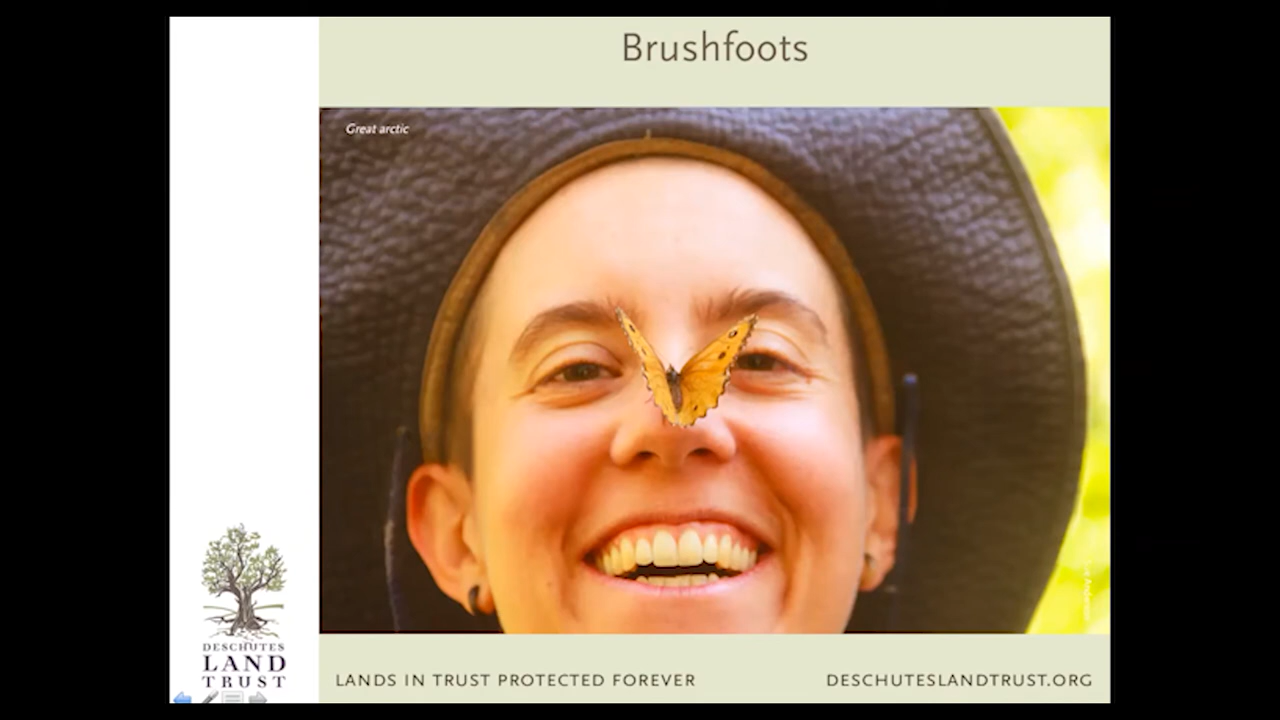 Brushfoots
Great arctic
DESCHUTES
LAND
TRUST
LANDS IN TRUST PROTECTED FOREVER
DESCHUTESLANDTRUST.ORG